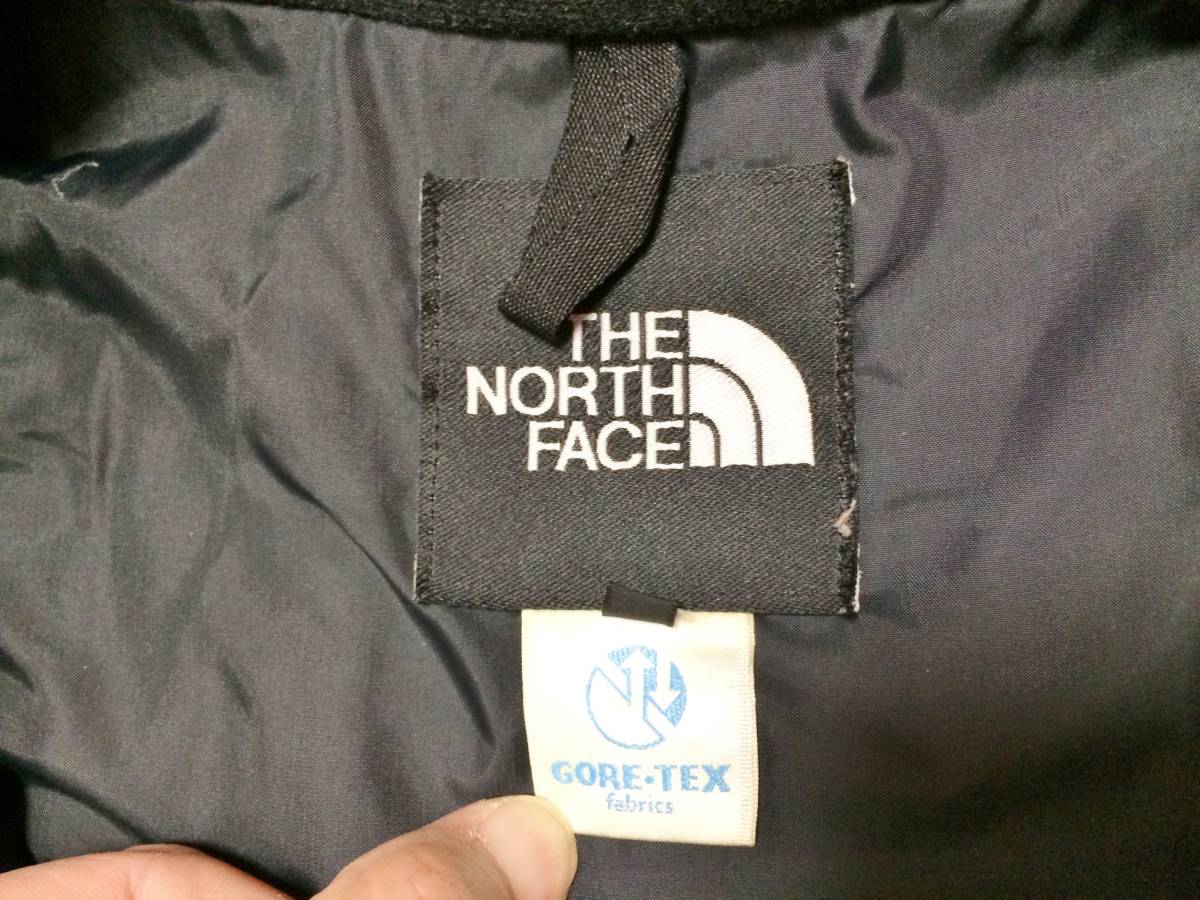 THE
NORTH
FACE
GORE-TEX
fabrics